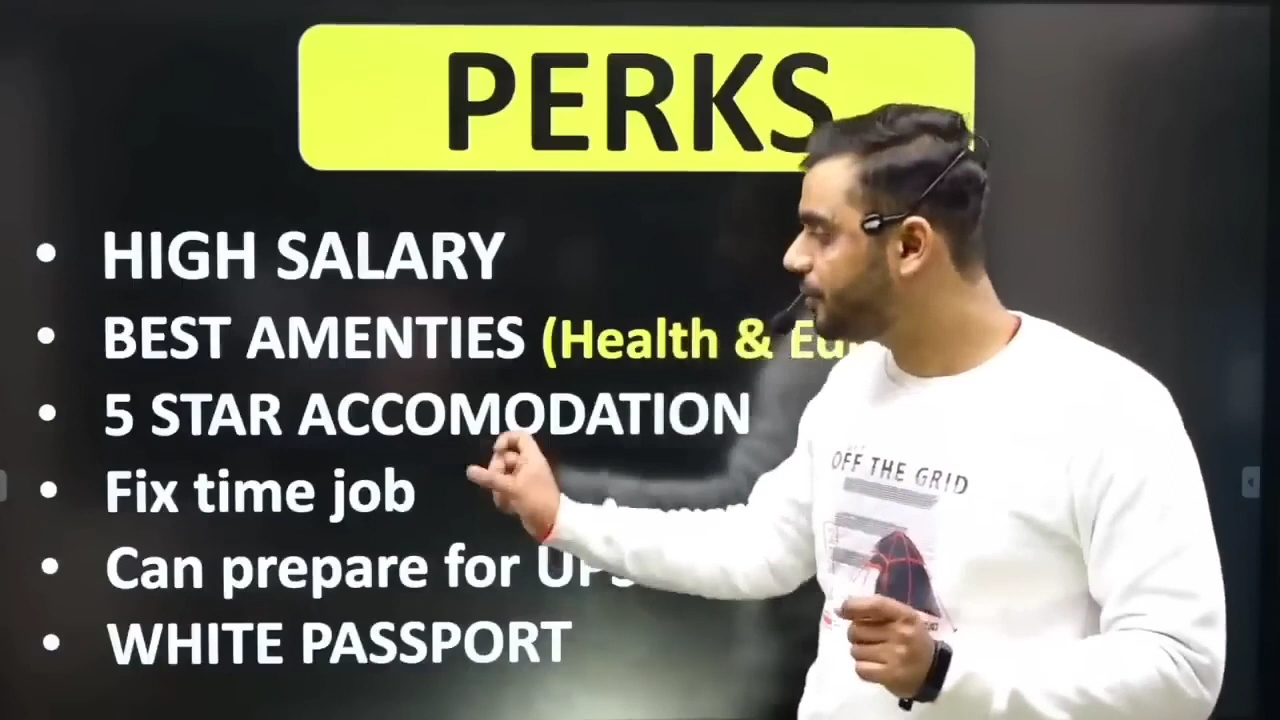 PERKS
• HIGH SALARY
• BEST AMENTIES (Health &
• 5 STAR ACCOMODATION
• Fix time job
• Can prepare for
• WHITE PASSPORT
OFF THE GRID